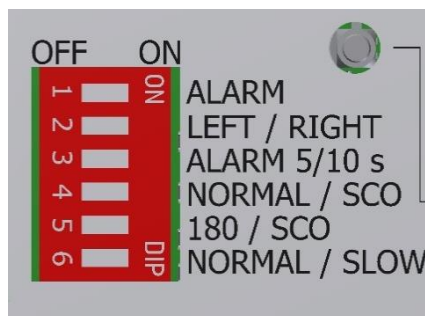 OFF ON
1 ON ALARM
2 LEFT / RIGHT
3 ALARM 5/10 s
4 NORMAL / SCO
5 180 / SCO
6 DIP NORMAL / SLOW